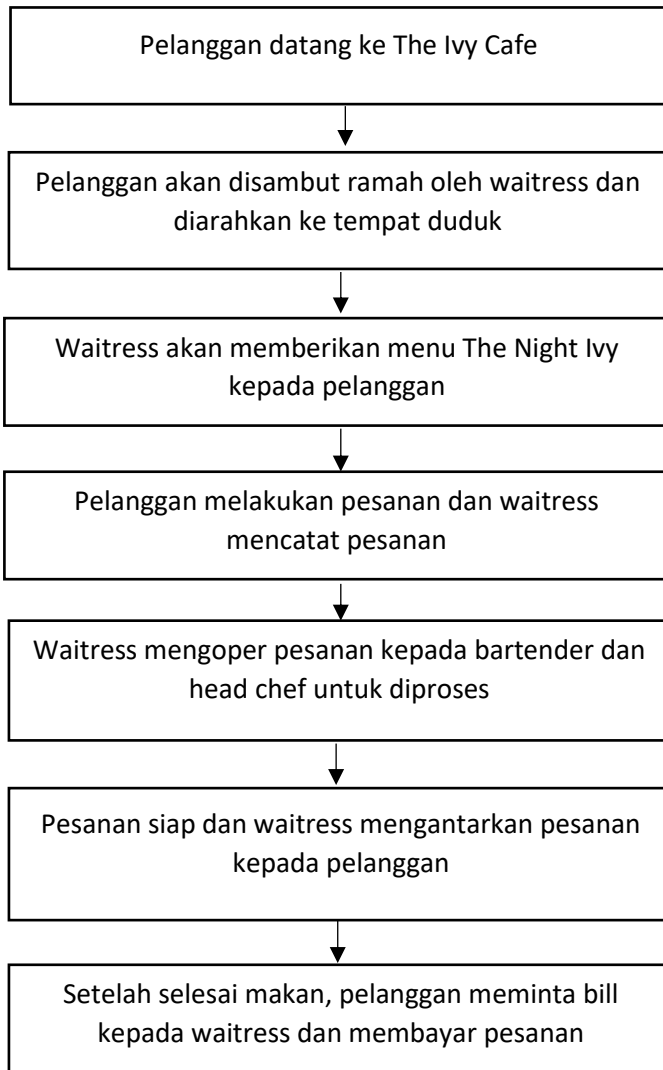 Pelanggan datang ke The Ivy Cafe
Pelanggan akan disambut ramah oleh waitress dan
diarahkan ke tempat duduk
Waitress akan memberikan menu The Night Ivy
kepada pelanggan
Pelanggan melakukan pesanan dan waitress
mencatat pesanan
Waitress mengoper pesanan kepada bartender dan
head chef untuk diproses
Pesanan siap dan waitress mengantarkan pesanan
kepada pelanggan
Setelah selesai makan, pelanggan meminta bill
kepada waitress dan membayar pesanan